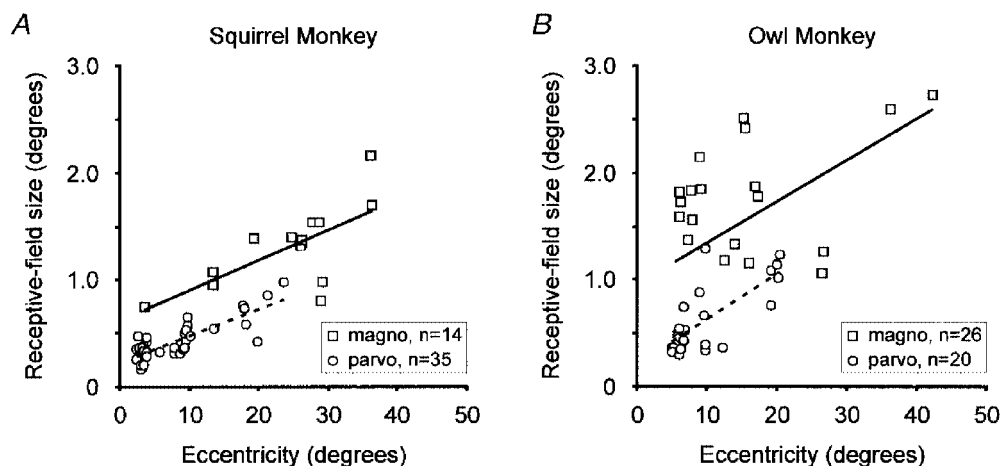 A
Squirrel Monkey
Receptive-field size (degrees)
3.0
2.0
1.0
0
magno, n=14
parvo, n=35
0 10 20 30 40 50
Eccentricity (degrees)
B
Owl Monkey
Receptive-field size (degrees)
3.0
2.0
1.0
0
magno, n=26
parvo, n=20
0 10 20 30 40 50
Eccentricity (degrees)